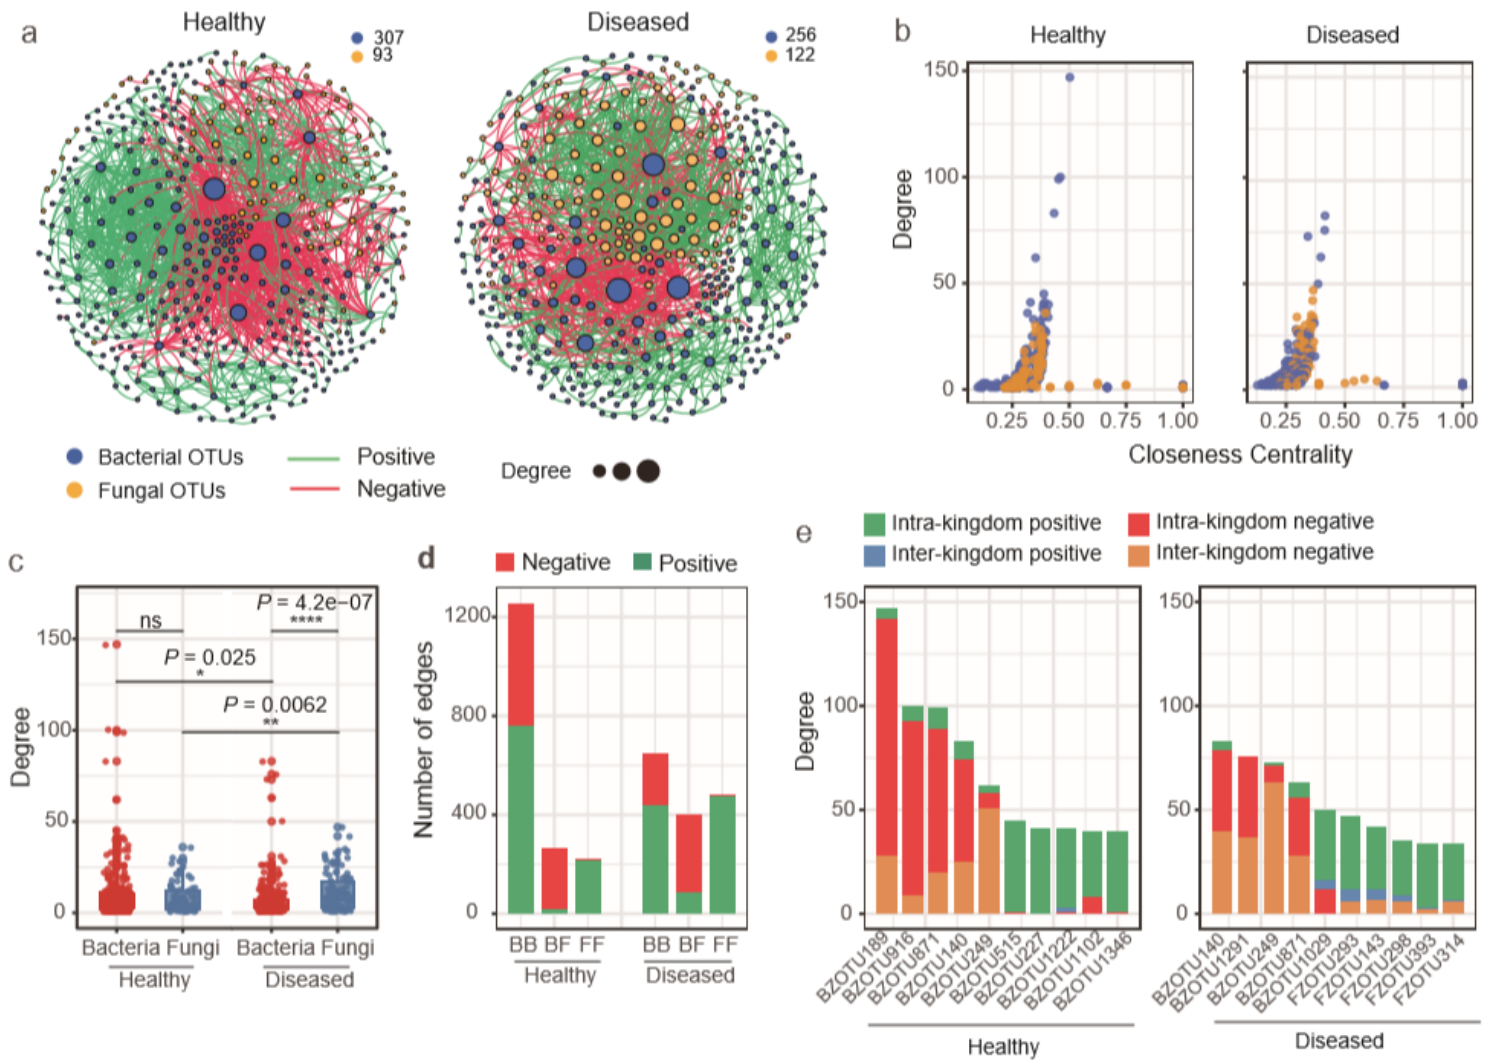 a
Healthy
307
93
Diseased
256
122
Bacterial OTUs
Fungal OTUs
Positive
Negative
Degree
b
Healthy
Diseased
Degree
150
100
50
0
0.25 0.50 0.75 1.00
0.25 0.50 0.75 1.00
Closeness Centrality
c
Degree
150
100
50
0
ns
P = 4.2e−07
****
P = 0.025
*
P = 0.0062
**
Bacteria Fungi
Bacteria Fungi
Healthy
Diseased
d
Negative
Positive
Number of edges
1200
800
400
0
BB BF FF
BB BF FF
Healthy
Diseased
e
Intra-kingdom positive
Intra-kingdom negative
Inter-kingdom positive
Inter-kingdom negative
Degree
150
100
50
0
BZOTU189
BZOTU916
BZOTU871
BZOTU140
BZOTU249
BZOTU515
BZOTU227
BZOTU1222
BZOTU1102
BZOTU1346
Healthy
150
100
50
0
BZOTU140
BZOTU1291
BZOTU249
BZOTU871
BZOTU1029
FZOTU293
FZOTU143
FZOTU298
FZOTU393
FZOTU314
Diseased